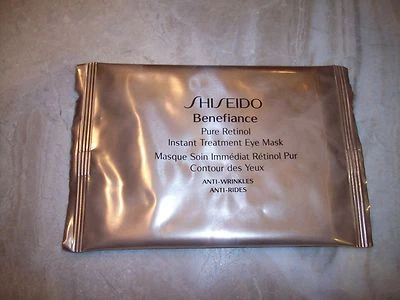 SHISEIDO
Benefiance
Pure Retinol
Instant Treatment Eye Mask
Masque Soin Immédiat Rétinol Pur
Contour des Yeux
ANTI-WRINKLES
ANTI-RIDES